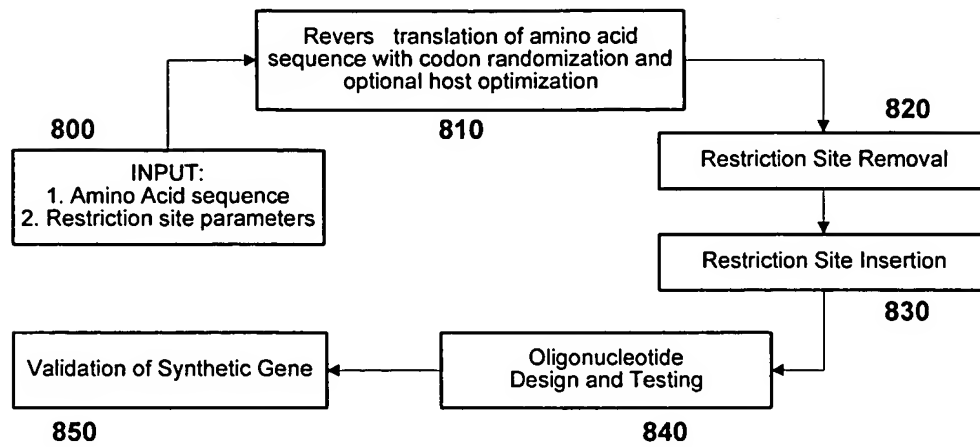 800
INPUT:
1. Amino Acid sequence
2. Restriction site parameters
Revers translation of amino acid
sequence with codon randomization and
optional host optimization
810
820
Restriction Site Removal
Restriction Site Insertion
830
Oligonucleotide
Design and Testing
840
Validation of Synthetic Gene
850